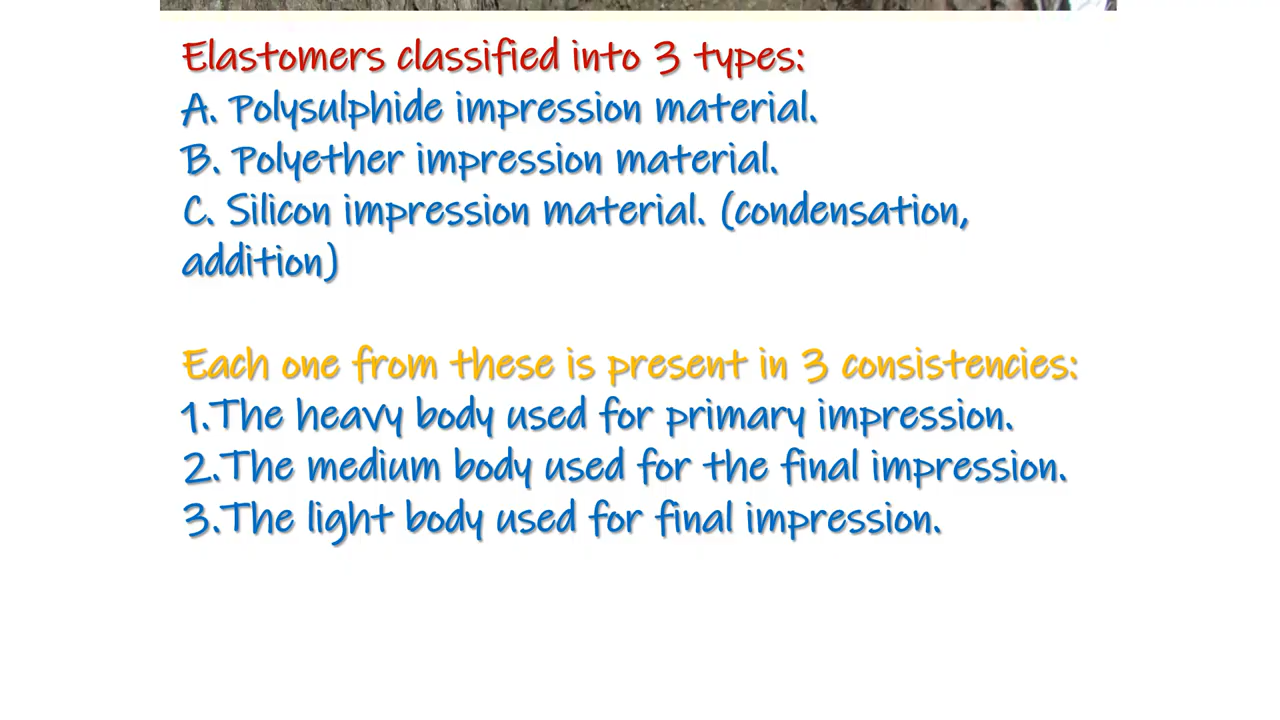 Elastomers classified into 3 types:
A. Polysulphide impression material.
B. Polyether impression material.
C. Silicon impression material. (condensation,
addition)
Each one from these is present in 3 consistencies:
1.The heavy body used for primary impression.
2.The medium body used for the final impression.
3.The light body used for final impression.